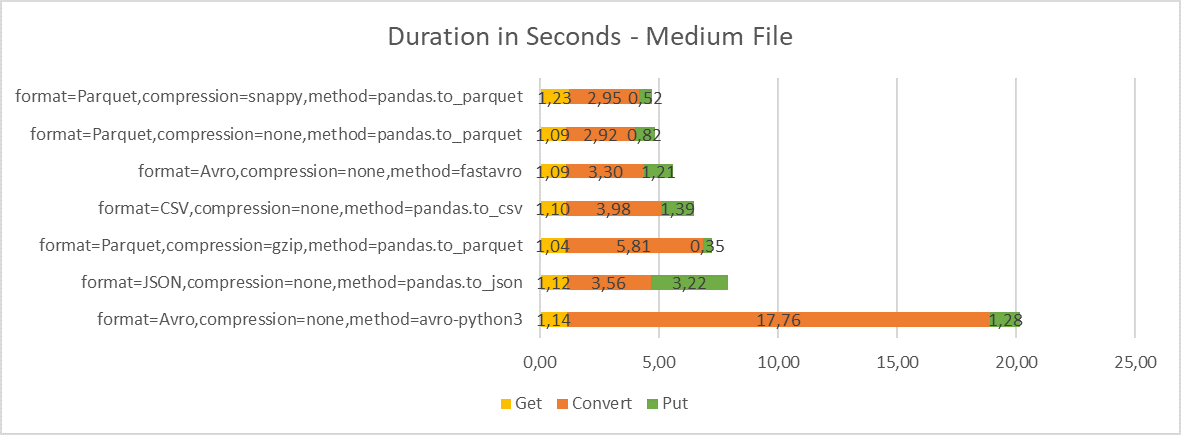 Duration in Seconds - Medium File
format=Parquet,compression=snappy,method=pandas.to_parquet 1,23 2,95 0,52
format=Parquet,compression=none,method=pandas.to_parquet 1,09 2,92 0,82
format=Avro,compression=none,method=fastavro 1,09 3,30 1,21
format=CSV,compression=none,method=pandas.to_csv 1,10 3,98 1,39
format=Parquet,compression=gzip,method=pandas.to_parquet 1,04 5,81 0,35
format=JSON,compression=none,method=pandas.to_json 1,12 3,56 3,22
format=Avro,compression=none,method=avro-python3 1,14 17,76 1,28
0,00 5,00 10,00 15,00 20,00 25,00
Get Convert Put